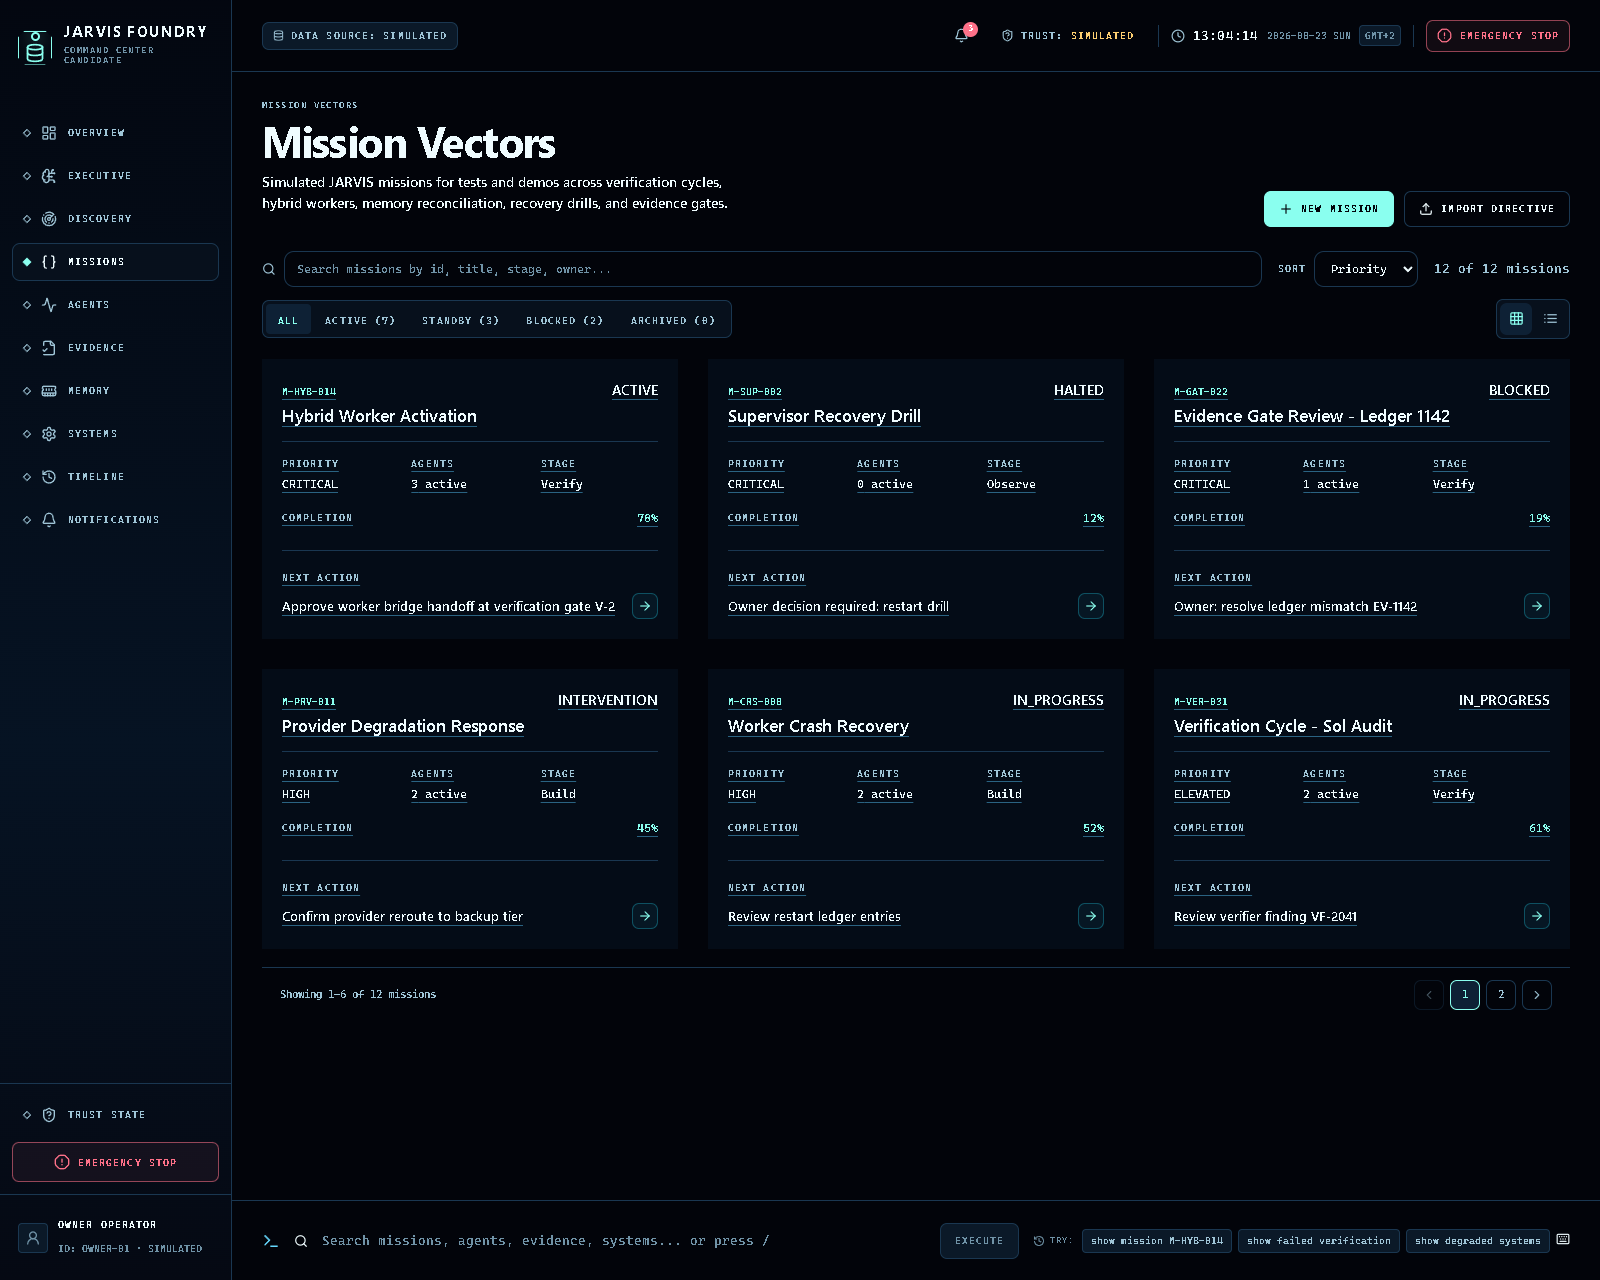 JARVIS FOUNDRY
COMMAND CENTER
CANDIDATE
OVERVIEW
EXECUTIVE
DISCOVERY
MISSIONS
AGENTS
EVIDENCE
MEMORY
SYSTEMS
TIMELINE
NOTIFICATIONS
TRUST STATE
EMERGENCY STOP
OWNER OPERATOR
ID: OWNER-01 • SIMULATED
DATA SOURCE: SIMULATED
3
TRUST: SIMULATED
13:04:14 2026-08-23 SUN GMT+2
EMERGENCY STOP
MISSION VECTORS
Mission Vectors
Simulated JARVIS missions for tests and demos across verification cycles,
hybrid workers, memory reconciliation, recovery drills, and evidence gates.
NEW MISSION
IMPORT DIRECTIVE
Search missions by id, title, stage, owner...
SORT Priority 12 of 12 missions
ALL ACTIVE (7) STANDBY (3) BLOCKED (2) ARCHIVED (0)
M-HYB-014 ACTIVE
Hybrid Worker Activation
PRIORITY AGENTS STAGE
CRITICAL 3 active Verify
COMPLETION 78%
NEXT ACTION
Approve worker bridge handoff at verification gate V-2
M-SUP-002 HALTED
Supervisor Recovery Drill
PRIORITY AGENTS STAGE
CRITICAL 0 active Observe
COMPLETION 12%
NEXT ACTION
Owner decision required: restart drill
M-GAT-022 BLOCKED
Evidence Gate Review - Ledger 1142
PRIORITY AGENTS STAGE
CRITICAL 1 active Verify
COMPLETION 19%
NEXT ACTION
Owner: resolve ledger mismatch EV-1142
M-PRV-011 INTERVENTION
Provider Degradation Response
PRIORITY AGENTS STAGE
HIGH 2 active Build
COMPLETION 45%
NEXT ACTION
Confirm provider reroute to backup tier
M-CRS-008 IN_PROGRESS
Worker Crash Recovery
PRIORITY AGENTS STAGE
HIGH 2 active Build
COMPLETION 52%
NEXT ACTION
Review restart ledger entries
M-VER-031 IN_PROGRESS
Verification Cycle - Sol Audit
PRIORITY AGENTS STAGE
ELEVATED 2 active Verify
COMPLETION 61%
NEXT ACTION
Review verifier finding VF-2041
Showing 1–6 of 12 missions
1 2
Search missions, agents, evidence, systems... or press /
EXECUTE
TRY: show mission M-HYB-014 show failed verification show degraded systems